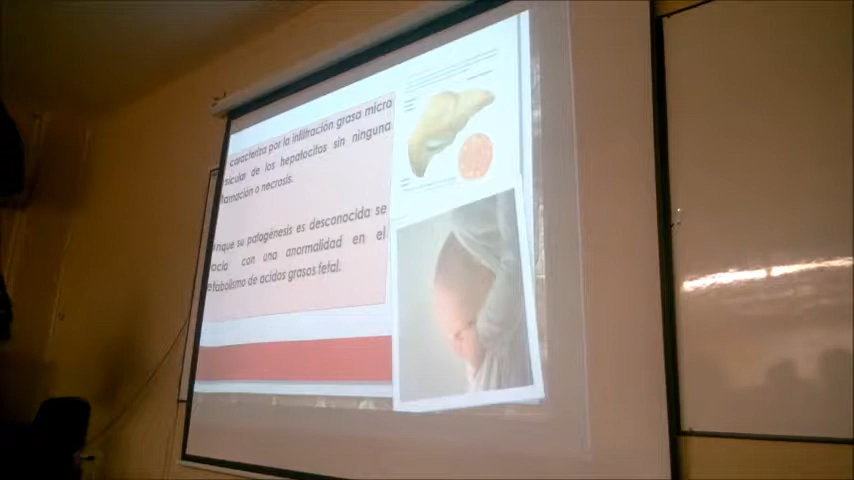 caracteriza por la infiltración grasa micro
sicular de los hepatocitos sin ninguna
lamación o necrosis.
nque su patogénesis es desconocida se
ocia con una anormalidad en el
etabolismo de acidos grasos fetal.